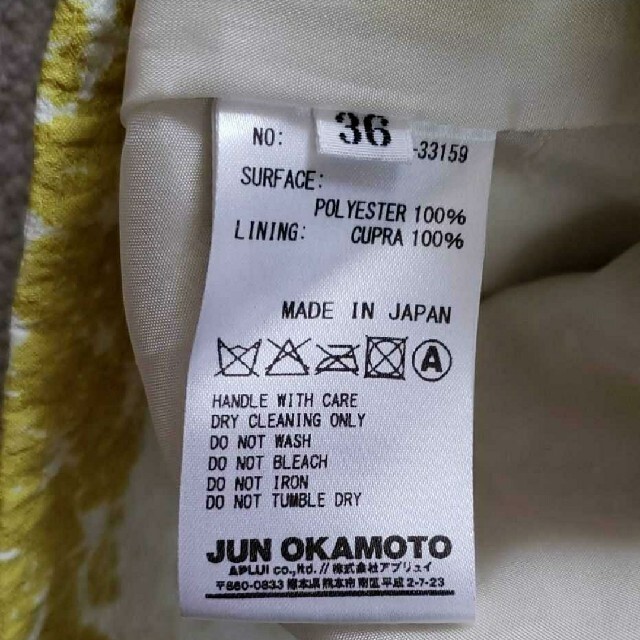 36
NO: -33159
SURFACE:
POLYESTER 100%
LINING: CUPRA 100%
MADE IN JAPAN
A
HANDLE WITH CARE
DRY CLEANING ONLY
DO NOT WASH
DO NOT BLEACH
DO NOT IRON
DO NOT TUMBLE DRY
JUN OKAMOTO
APLUI co.,ltd.//株式会社アプリュイ
〒860-0833 熊本県熊本市南区平成2-7-23